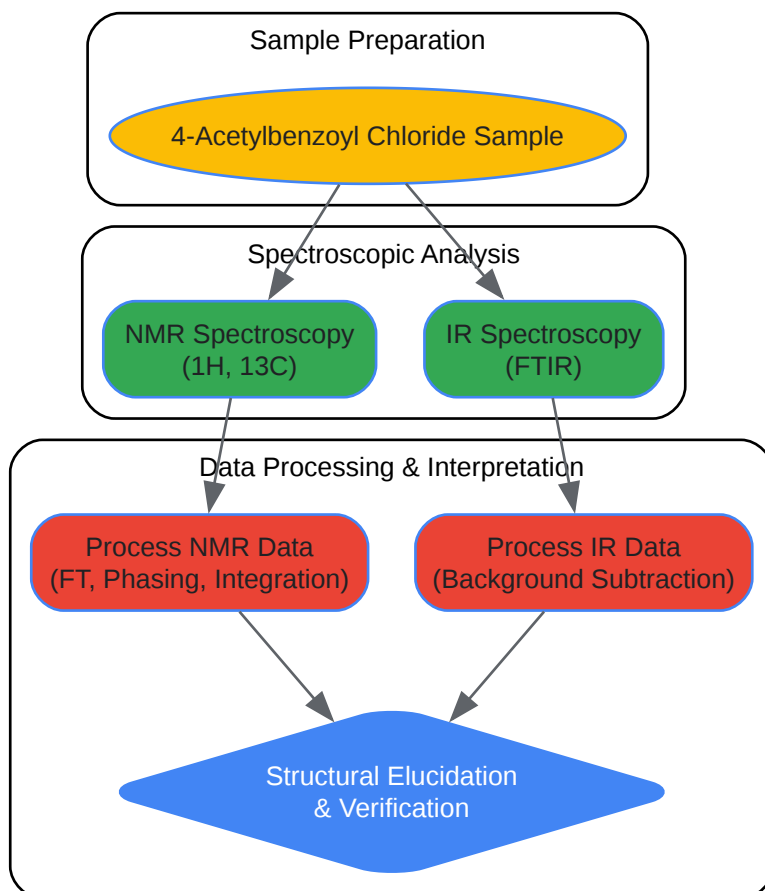 Sample Preparation
4-Acetylbenzoyl Chloride Sample
Spectroscopic Analysis
NMR Spectroscopy
(1H, 13C)
IR Spectroscopy
(FTIR)
Data Processing & Interpretation
Process NMR Data
(FT, Phasing, Integration)
Process IR Data
(Background Subtraction)
Structural Elucidation
& Verification